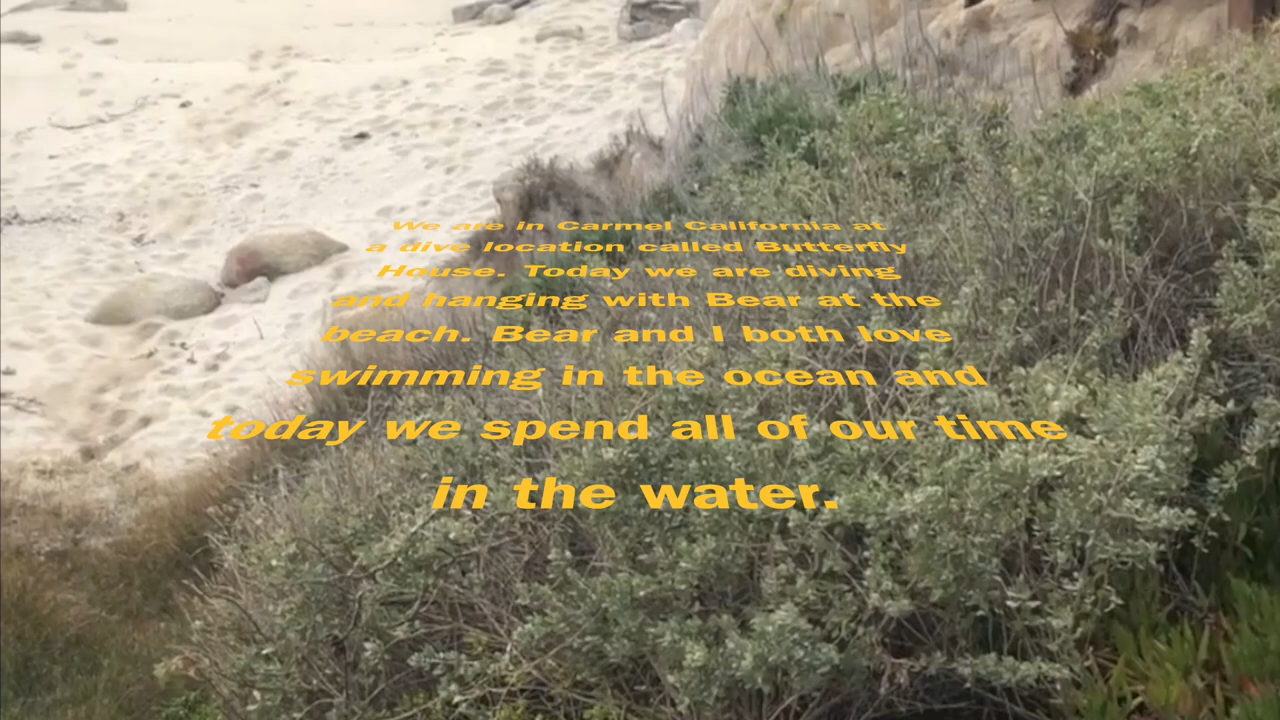 We are in Carmel California at
a dive location called Butterfly
House. Today we are diving
and hanging with Bear at the
beach. Bear and I both love
swimming in the ocean and
today we spend all of our time
in the water.